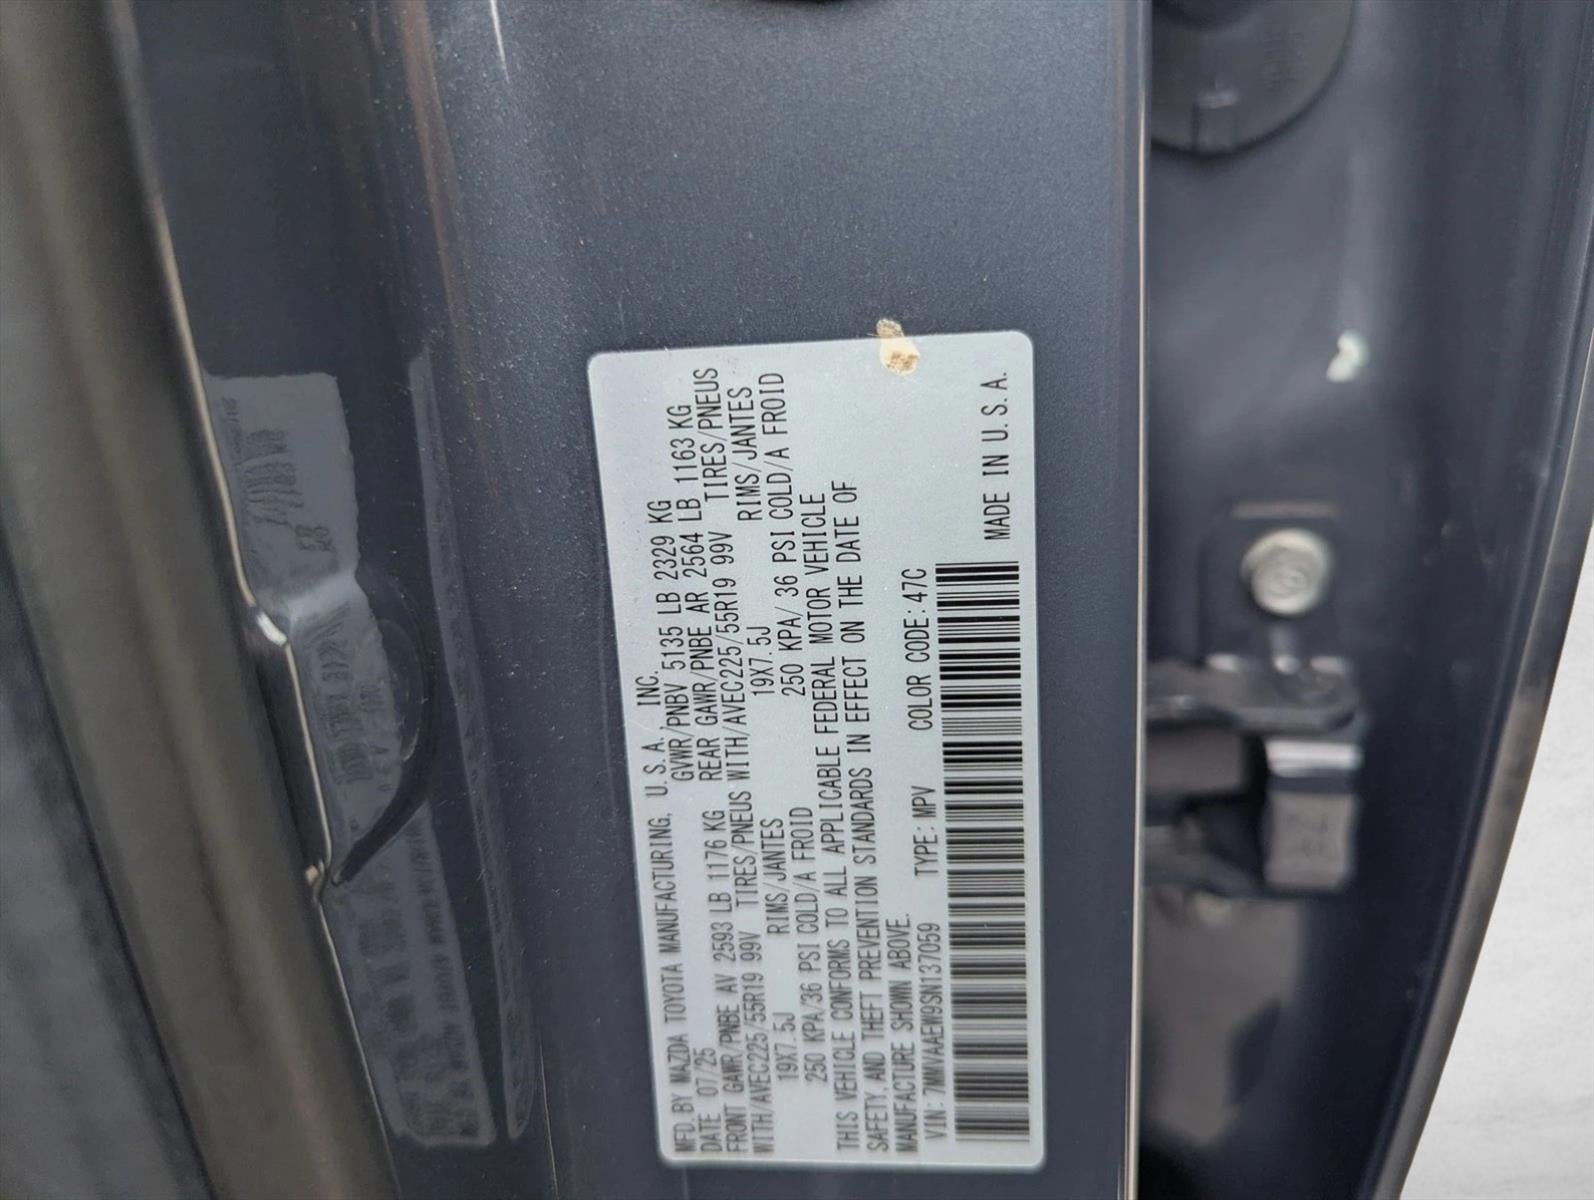 MFD.BY MAZDA TOYOTA MANUFACTURING, U.S.A. INC.
DATE 07/25 GVWR/PNBV 5135 LB 2329 KG
FRONT GAWR/PNBE AV 2593 LB 1176 KG REAR GAWR/PNBE AR 2564 LB 1163 KG
WITH/AVEC225/55R19 99V TIRES/PNEUS WITH/AVEC225/55R19 99V TIRES/PNEUS
19X7.5J RIMS/JANTES 19X7.5J RIMS/JANTES
250 KPA/36 PSI COLD/A FROID 250 KPA/ 36 PSI COLD/A FROID
THIS VEHICLE CONFORMS TO ALL APPLICABLE FEDERAL MOTOR VEHICLE
SAFETY, AND THEFT PREVENTION STANDARDS IN EFFECT ON THE DATE OF
MANUFACTURE SHOWN ABOVE.
VIN: 7MMVAAEW9SN137059 TYPE: MPV COLOR CODE: 47C
MADE IN U.S.A.